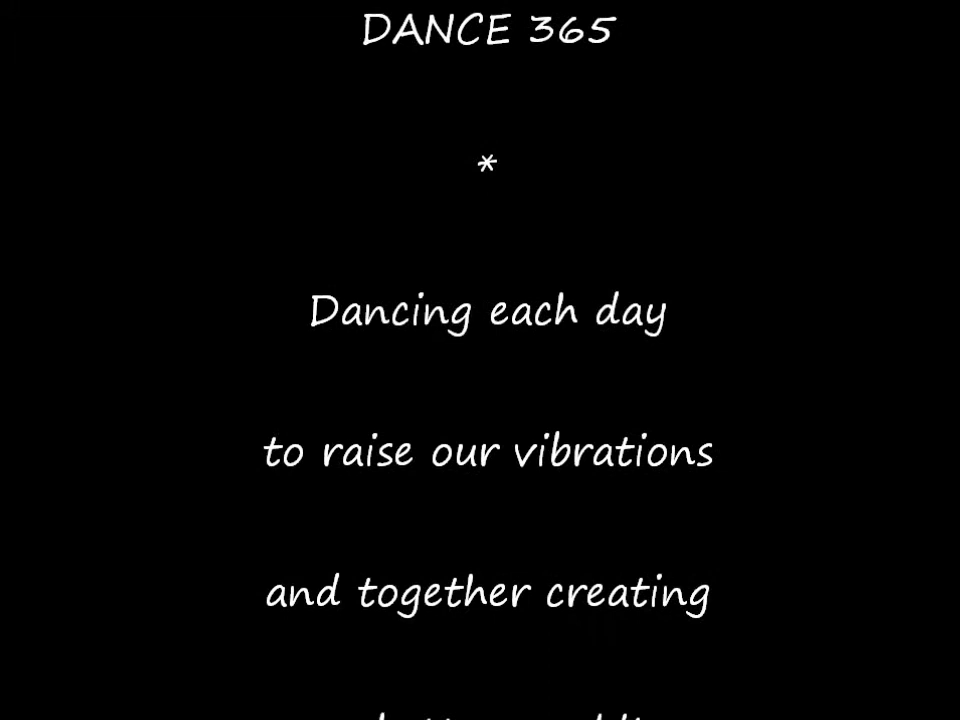 DANCE 365
*
Dancing each day
to raise our vibrations
and together creating